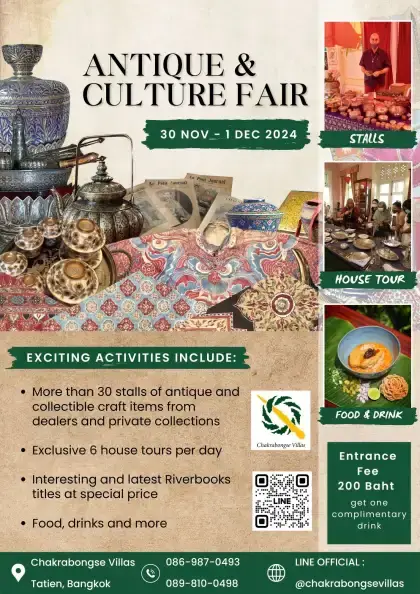 ANTIQUE &
CULTURE FAIR
30 NOV - 1 DEC 2024
STALLS
HOUSE TOUR
FOOD & DRINK
EXCITING ACTIVITIES INCLUDE:
• More than 30 stalls of antique and
collectible craft items from
dealers and private collections
• Exclusive 6 house tours per day
• Interesting and latest Riverbooks
titles at special price
• Food, drinks and more
Chakrabongse Villas
LINE
Entrance
Fee
200 Baht
get one
complimentary
drink
Chakrabongse Villas
Tatien, Bangkok
086-987-0493
089-810-0498
LINE OFFICIAL :
@chakrabongsevillas